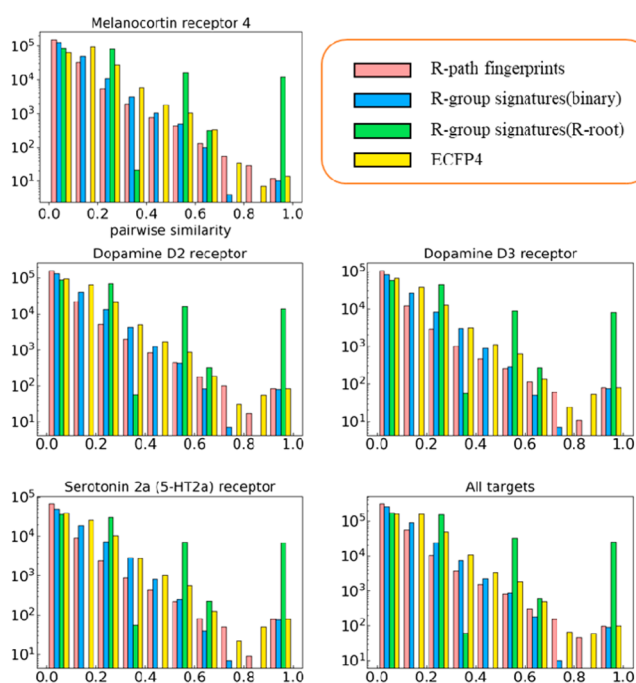 Melanocortin receptor 4
10^5
10^4
10^3
10^2
10^1
0.0 0.2 0.4 0.6 0.8 1.0
pairwise similarity
R-path fingerprints
R-group signatures(binary)
R-group signatures(R-root)
ECFP4
Dopamine D2 receptor
10^5
10^4
10^3
10^2
10^1
0.0 0.2 0.4 0.6 0.8 1.0
Dopamine D3 receptor
10^5
10^4
10^3
10^2
10^1
0.0 0.2 0.4 0.6 0.8 1.0
Serotonin 2a (5-HT2a) receptor
10^5
10^4
10^3
10^2
10^1
0.0 0.2 0.4 0.6 0.8 1.0
All targets
10^5
10^4
10^3
10^2
10^1
0.0 0.2 0.4 0.6 0.8 1.0